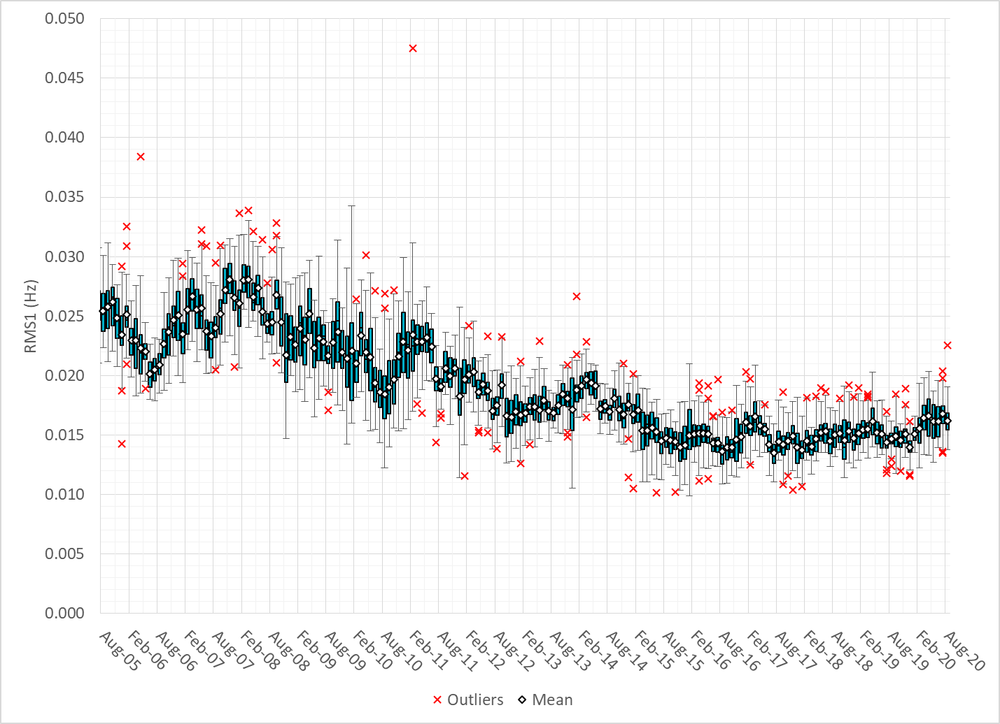 0.050
0.045
0.040
0.035
0.030
0.025
0.020
0.015
0.010
0.005
0.000
RMS1 (Hz)
Aug-05
Feb-06
Aug-06
Feb-07
Aug-07
Feb-08
Aug-08
Feb-09
Aug-09
Feb-10
Aug-10
Feb-11
Aug-11
Feb-12
Aug-12
Feb-13
Aug-13
Feb-14
Aug-14
Feb-15
Aug-15
Feb-16
Aug-16
Feb-17
Aug-17
Feb-18
Aug-18
Feb-19
Aug-19
Feb-20
Aug-20
Outliers Mean